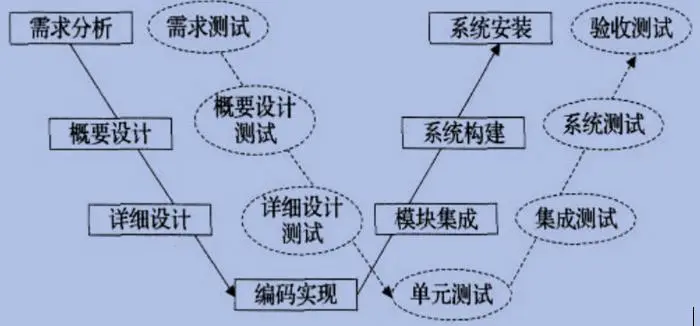 需求分析
需求测试
系统安装
验收测试
概要设计
概要设计
测试
系统构建
系统测试
详细设计
详细设计
测试
模块集成
集成测试
编码实现
单元测试